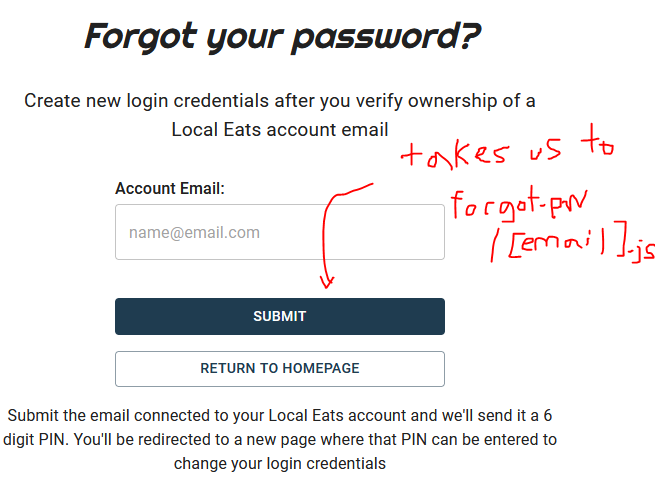 Forgot your password?
Create new login credentials after you verify ownership of a
Local Eats account email
takes us to
forgot-pw
/[email].js
Account Email:
name@email.com
SUBMIT
RETURN TO HOMEPAGE
Submit the email connected to your Local Eats account and we'll send it a 6
digit PIN. You'll be redirected to a new page where that PIN can be entered to
change your login credentials